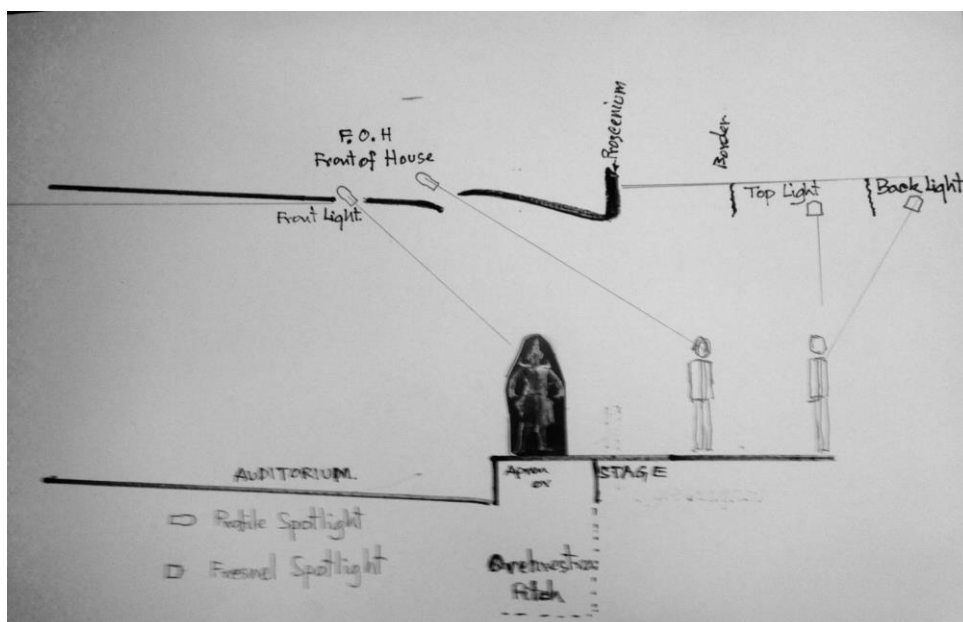 F.O.H
Front of House
Proscenium
Border
Front Light
Top Light
Back Light
AUDITORIUM
Apron
or
STAGE
Profile Spotlight
Fresnel Spotlight
Orchestra
Pitch